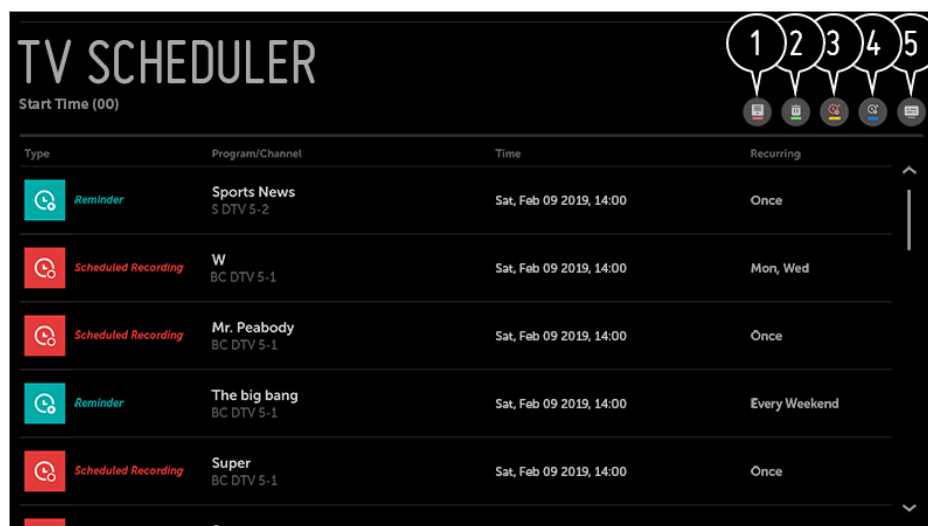 TV SCHEDULER
Start Time (00)
1 2 3 4 5
Type Program/Channel Time Recurring
Reminder Sports News Sat, Feb 09 2019, 14:00 Once
S DTV 5-2
Scheduled Recording W Sat, Feb 09 2019, 14:00 Mon, Wed
BC DTV 5-1
Scheduled Recording Mr. Peabody Sat, Feb 09 2019, 14:00 Once
BC DTV 5-1
Reminder The big bang Sat, Feb 09 2019, 14:00 Every Weekend
BC DTV 5-1
Scheduled Recording Super Sat, Feb 09 2019, 14:00 Once
BC DTV 5-1